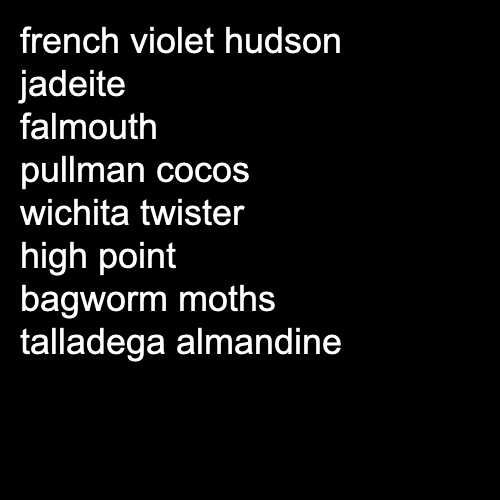 french violet hudson
jadeite
falmouth
pullman cocos
wichita twister
high point
bagworm moths
talladega almandine